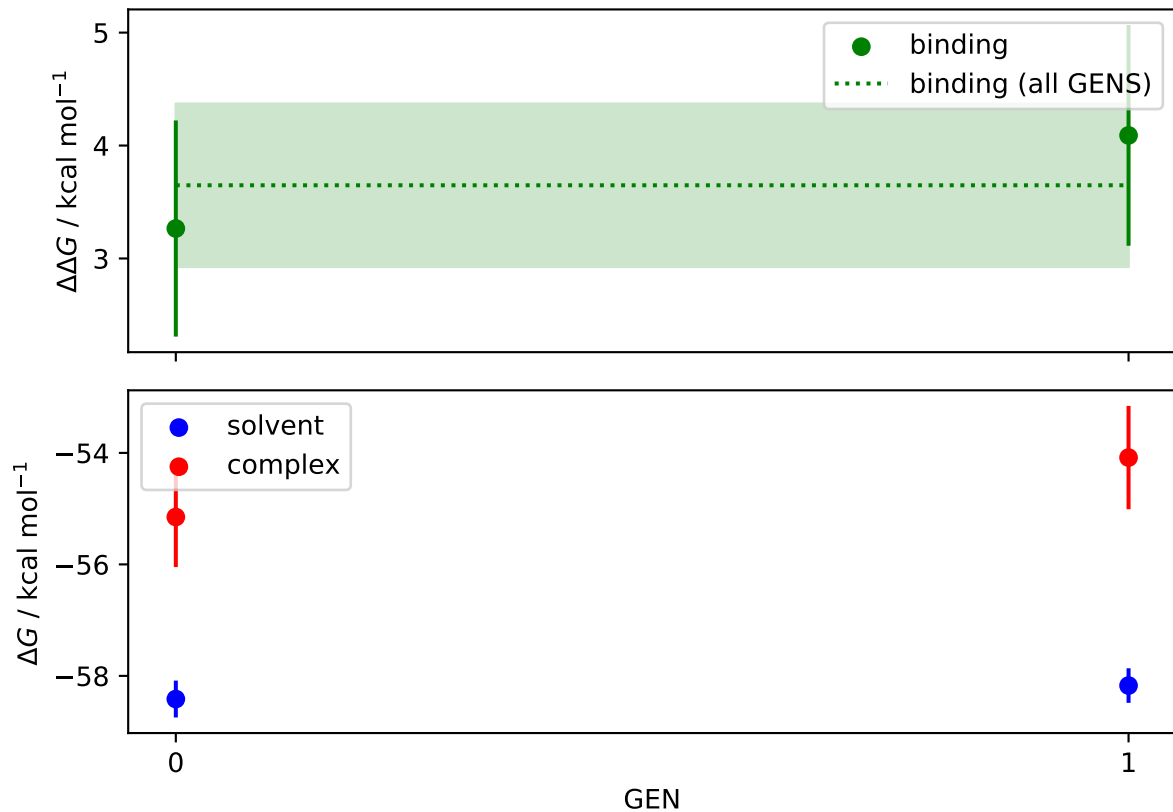 5
4
3
ΔΔG / kcal mol⁻¹
binding
binding (all GENS)
−54
−56
−58
ΔG / kcal mol⁻¹
solvent
complex
0
1
GEN